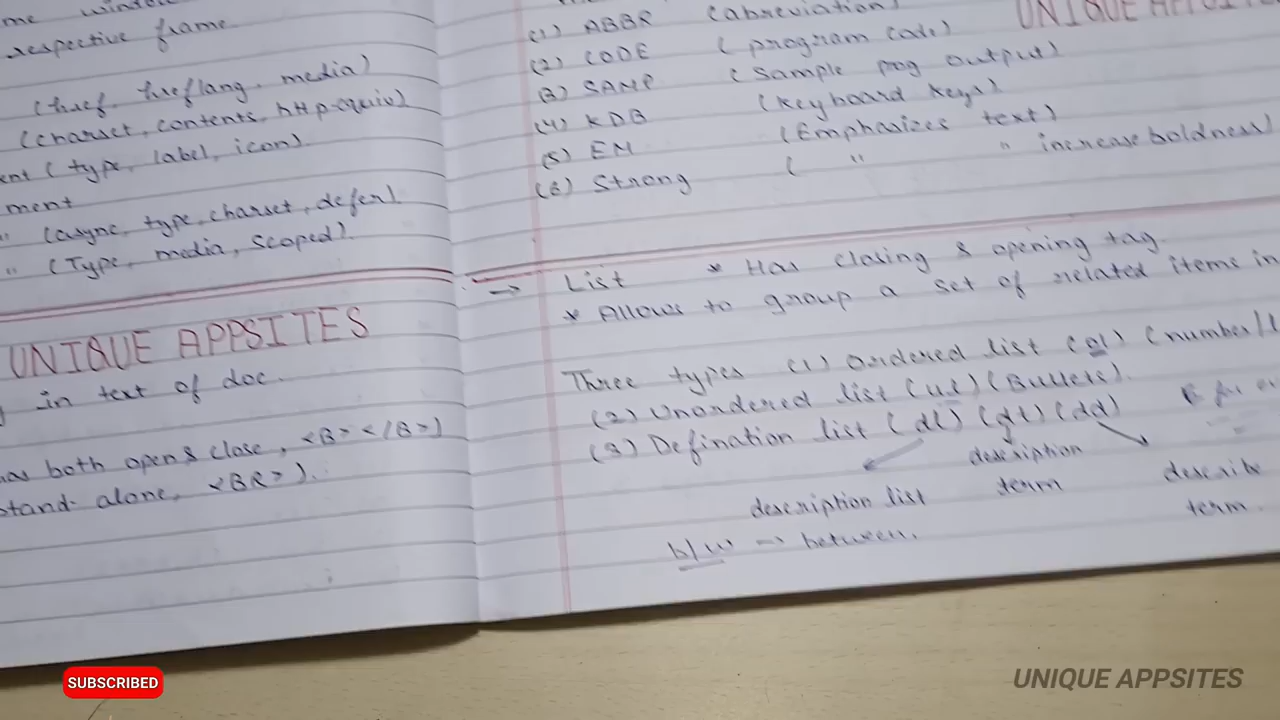 me window
respective frame
(href, hreflang, media)
(charset, contents, http-equiv)
ent (type, label, icon).
ment
" (async, type, charset, defer).
" (Type, media, scoped).
UNIQUE APPSITES
in text of doc.
has both open & close, <B> </B>)
stand-alone, <BR>).
(1) ABBR (abreviation)
UNIQUE APPSITES
(2) CODE (program code)
(3) SAMP (Sample prog output)
(4) KDB (Keyboard keys)
(5) EM (Emphasizes text)
(6) Strong ( " " increase boldness)
→ List * Has closing & opening tag.
* Allows to group a set of related items in
Three types (1) Ordered list (ol) (number/
(2) Unordered list (ul) (Bullets).
(3) Defination list (dl) (dt) (dd)
description list
description term
describe term.
b/w → between.
SUBSCRIBED
UNIQUE APPSITES